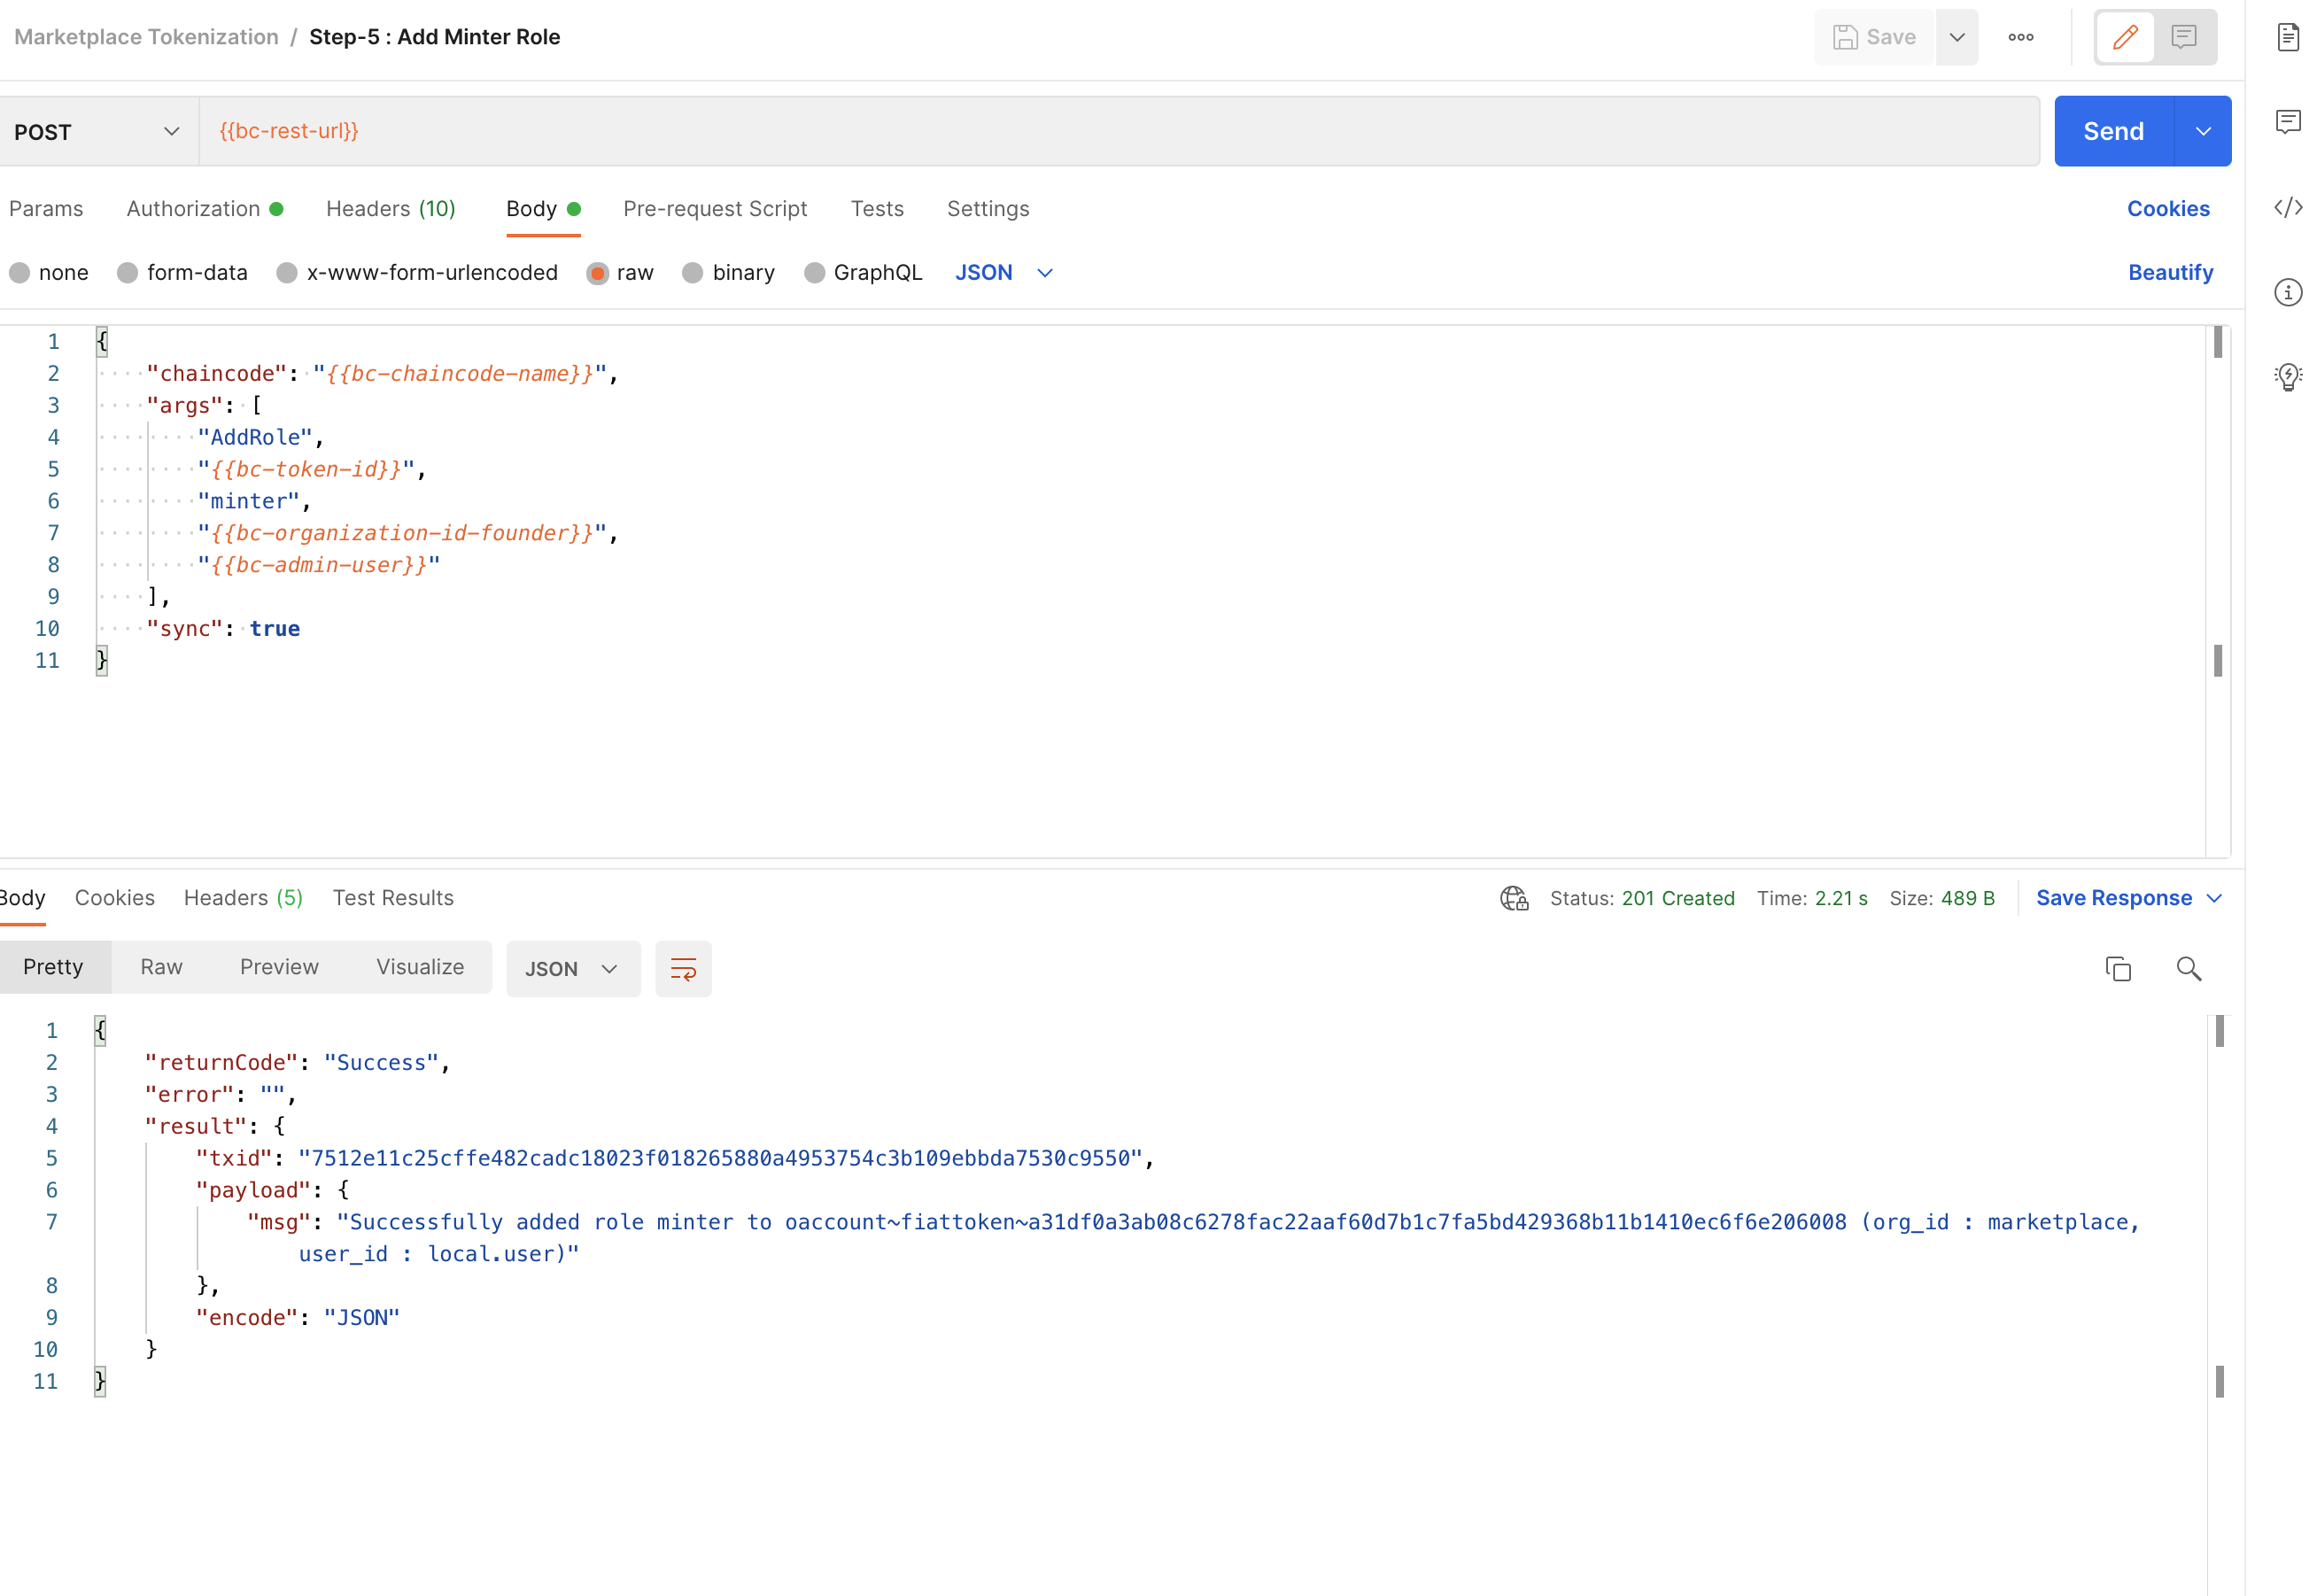 Marketplace Tokenization / Step-5 : Add Minter Role
Save
POST
{{bc-rest-url}}
Send
Params Authorization Headers (10) Body Pre-request Script Tests Settings Cookies
none form-data x-www-form-urlencoded raw binary GraphQL JSON Beautify
1 {
2 "chaincode": "{{bc-chaincode-name}}",
3 "args": [
4 "AddRole",
5 "{{bc-token-id}}",
6 "minter",
7 "{{bc-organization-id-founder}}",
8 "{{bc-admin-user}}"
9 ],
10 "sync": true
11 }
Body Cookies Headers (5) Test Results Status: 201 Created Time: 2.21 s Size: 489 B Save Response
Pretty Raw Preview Visualize JSON
1 {
2 "returnCode": "Success",
3 "error": "",
4 "result": {
5 "txid": "7512e11c25cffe482cadc18023f018265880a4953754c3b109ebbda7530c9550",
6 "payload": {
7 "msg": "Successfully added role minter to oaccount~fiattoken~a31df0a3ab08c6278fac22aaf60d7b1c7fa5bd429368b11b1410ec6f6e206008 (org_id : marketplace,
user_id : local.user)"
8 },
9 "encode": "JSON"
10 }
11 }